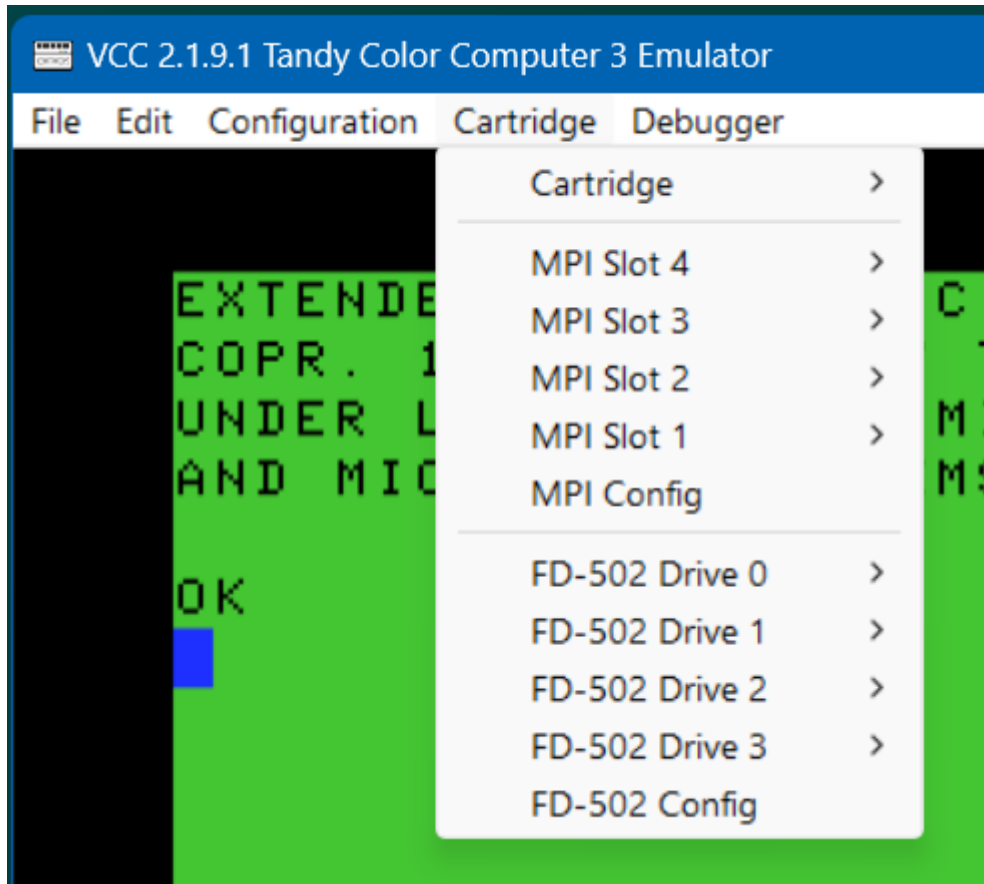 VCC 2.1.9.1 Tandy Color Computer 3 Emulator
File Edit Configuration Cartridge Debugger
Cartridge
MPI Slot 4
MPI Slot 3
MPI Slot 2
MPI Slot 1
MPI Config
FD-502 Drive 0
FD-502 Drive 1
FD-502 Drive 2
FD-502 Drive 3
FD-502 Config
EXTENDE C
COPR. 1
UNDER L M
AND MIC MS
OK